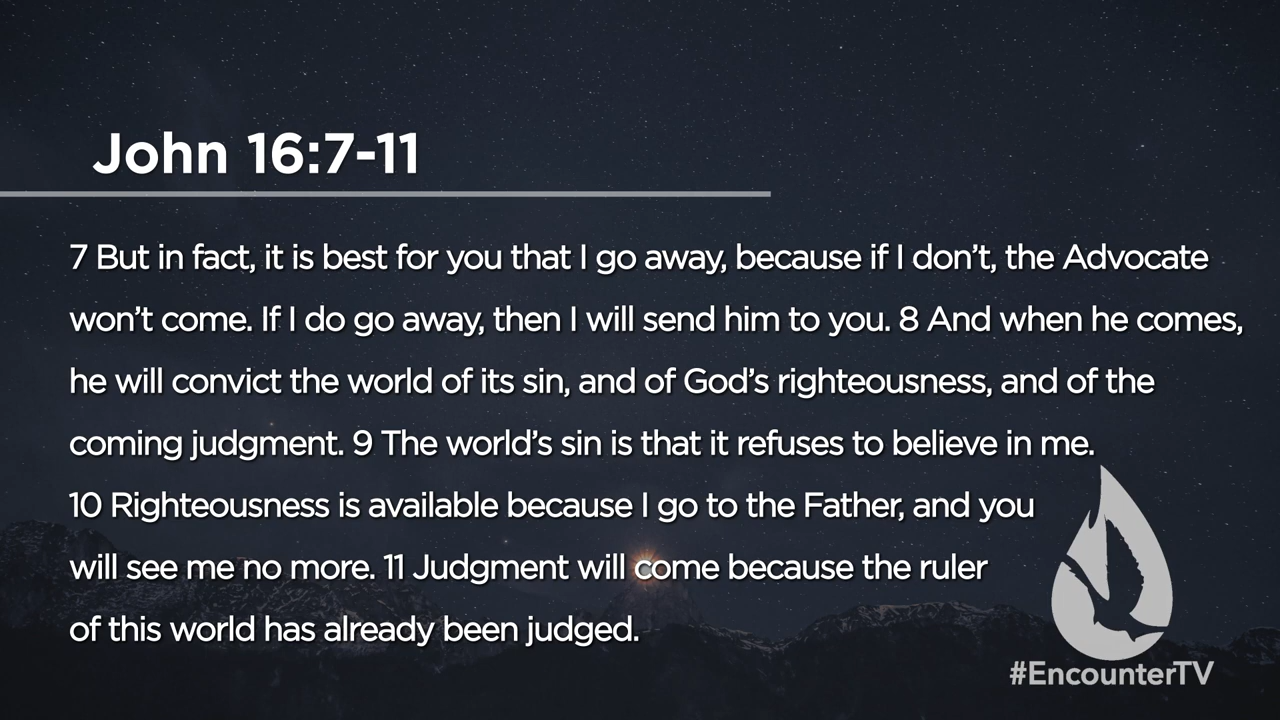 John 16:7-11
7 But in fact, it is best for you that I go away, because if I don’t, the Advocate
won’t come. If I do go away, then I will send him to you. 8 And when he comes,
he will convict the world of its sin, and of God’s righteousness, and of the
coming judgment. 9 The world’s sin is that it refuses to believe in me.
10 Righteousness is available because I go to the Father, and you
will see me no more. 11 Judgment will come because the ruler
of this world has already been judged.
#EncounterTV